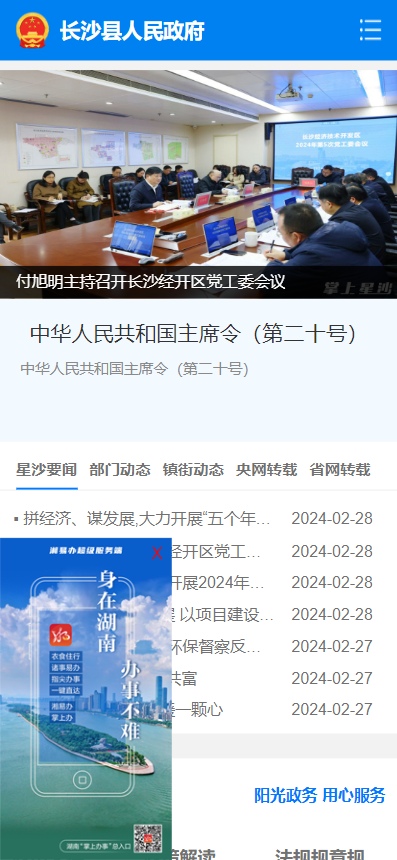 长沙县人民政府
长沙经济技术开发区
2024年第5次党工委会议
付旭明主持召开长沙经开区党工委会议
掌上星沙
中华人民共和国主席令（第二十号）
中华人民共和国主席令（第二十号）
星沙要闻 部门动态 镇街动态 央网转载 省网转载
▪ 拼经济、谋发展,大力开展“五个年... 2024-02-28
经开区党工... 2024-02-28
开展2024年... 2024-02-28
以项目建设... 2024-02-28
环保督察反... 2024-02-27
共富 2024-02-27
一颗心 2024-02-27
湘易办超级服务端
X
身在湖南
办事不难
衣食住行
诸事易办
指尖办事
一键直达
湘易办
掌上办
湖南“掌上办事”总入口
阳光政务 用心服务
策解读 法规规章规